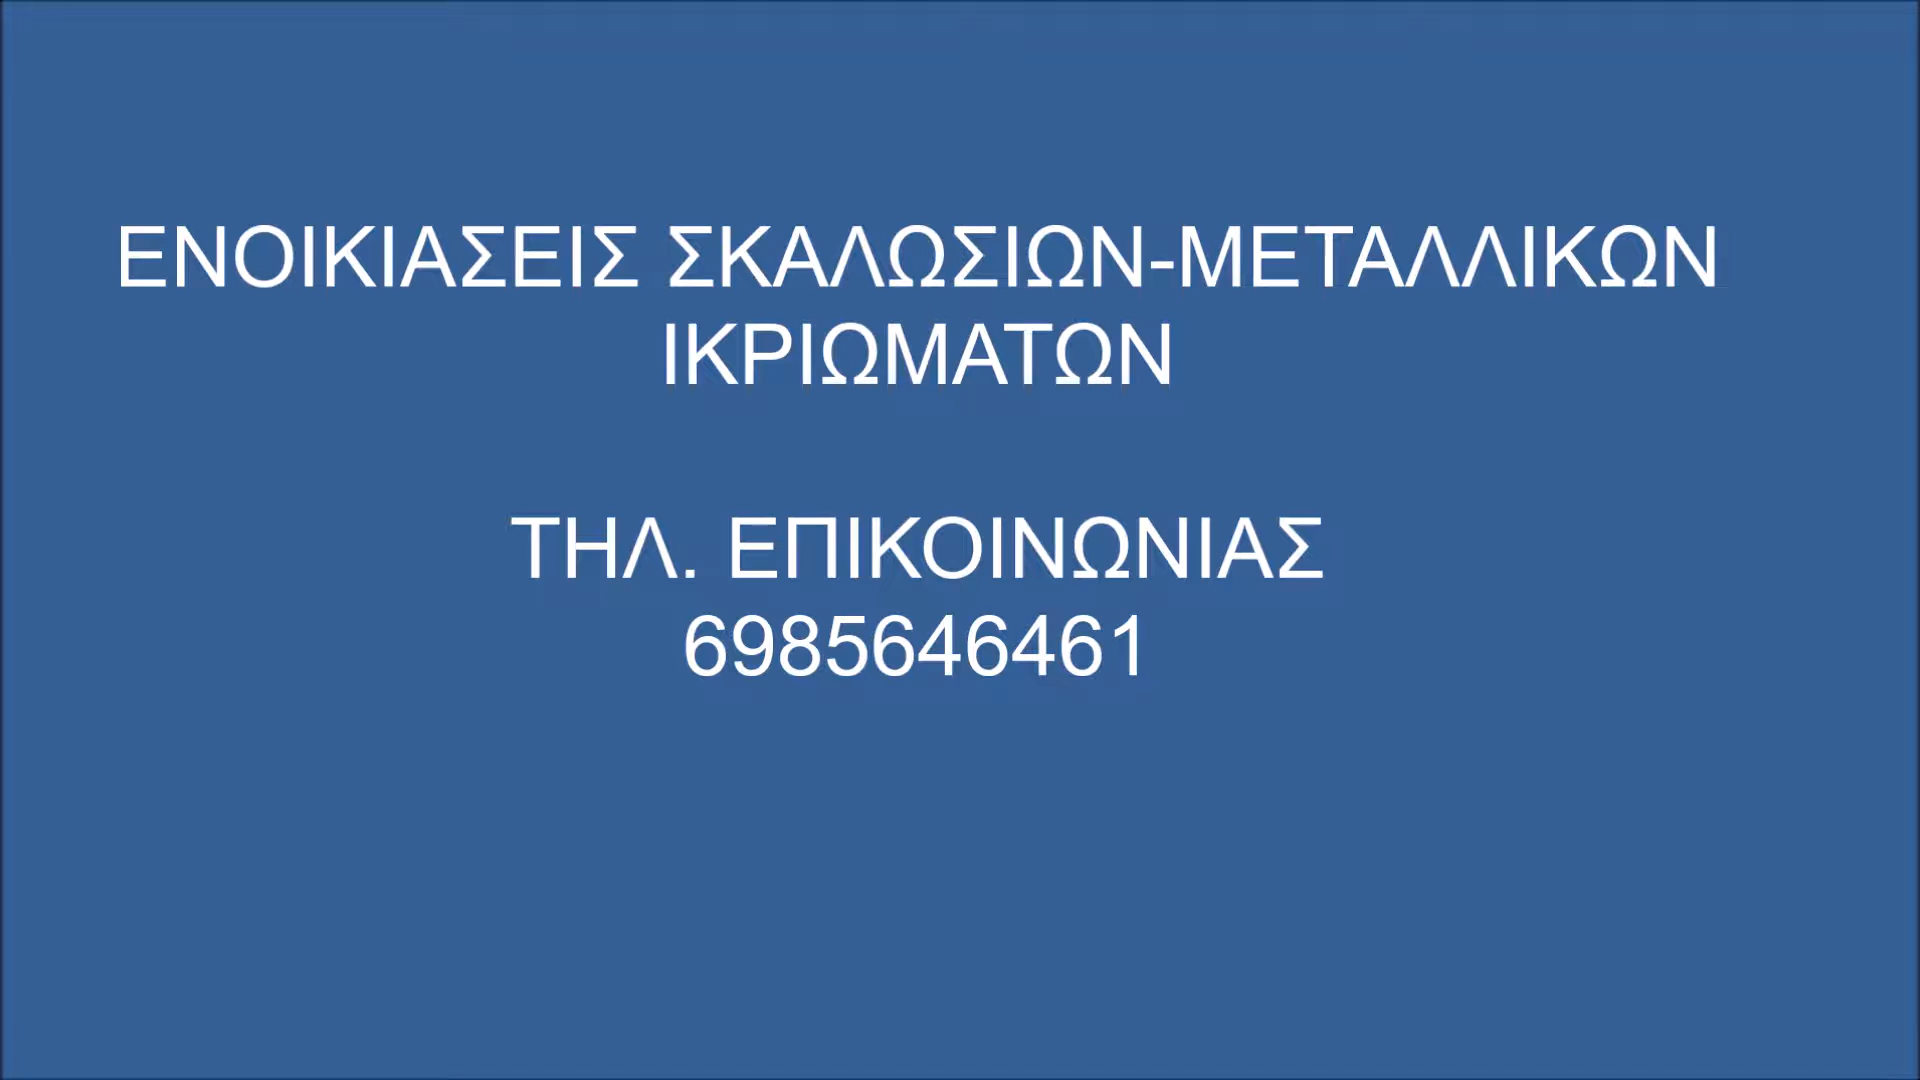 ΕΝΟΙΚΙΑΣΕΙΣ ΣΚΑΛΩΣΙΩΝ-ΜΕΤΑΛΛΙΚΩΝ
ΙΚΡΙΩΜΑΤΩΝ
ΤΗΛ. ΕΠΙΚΟΙΝΩΝΙΑΣ
6985646461